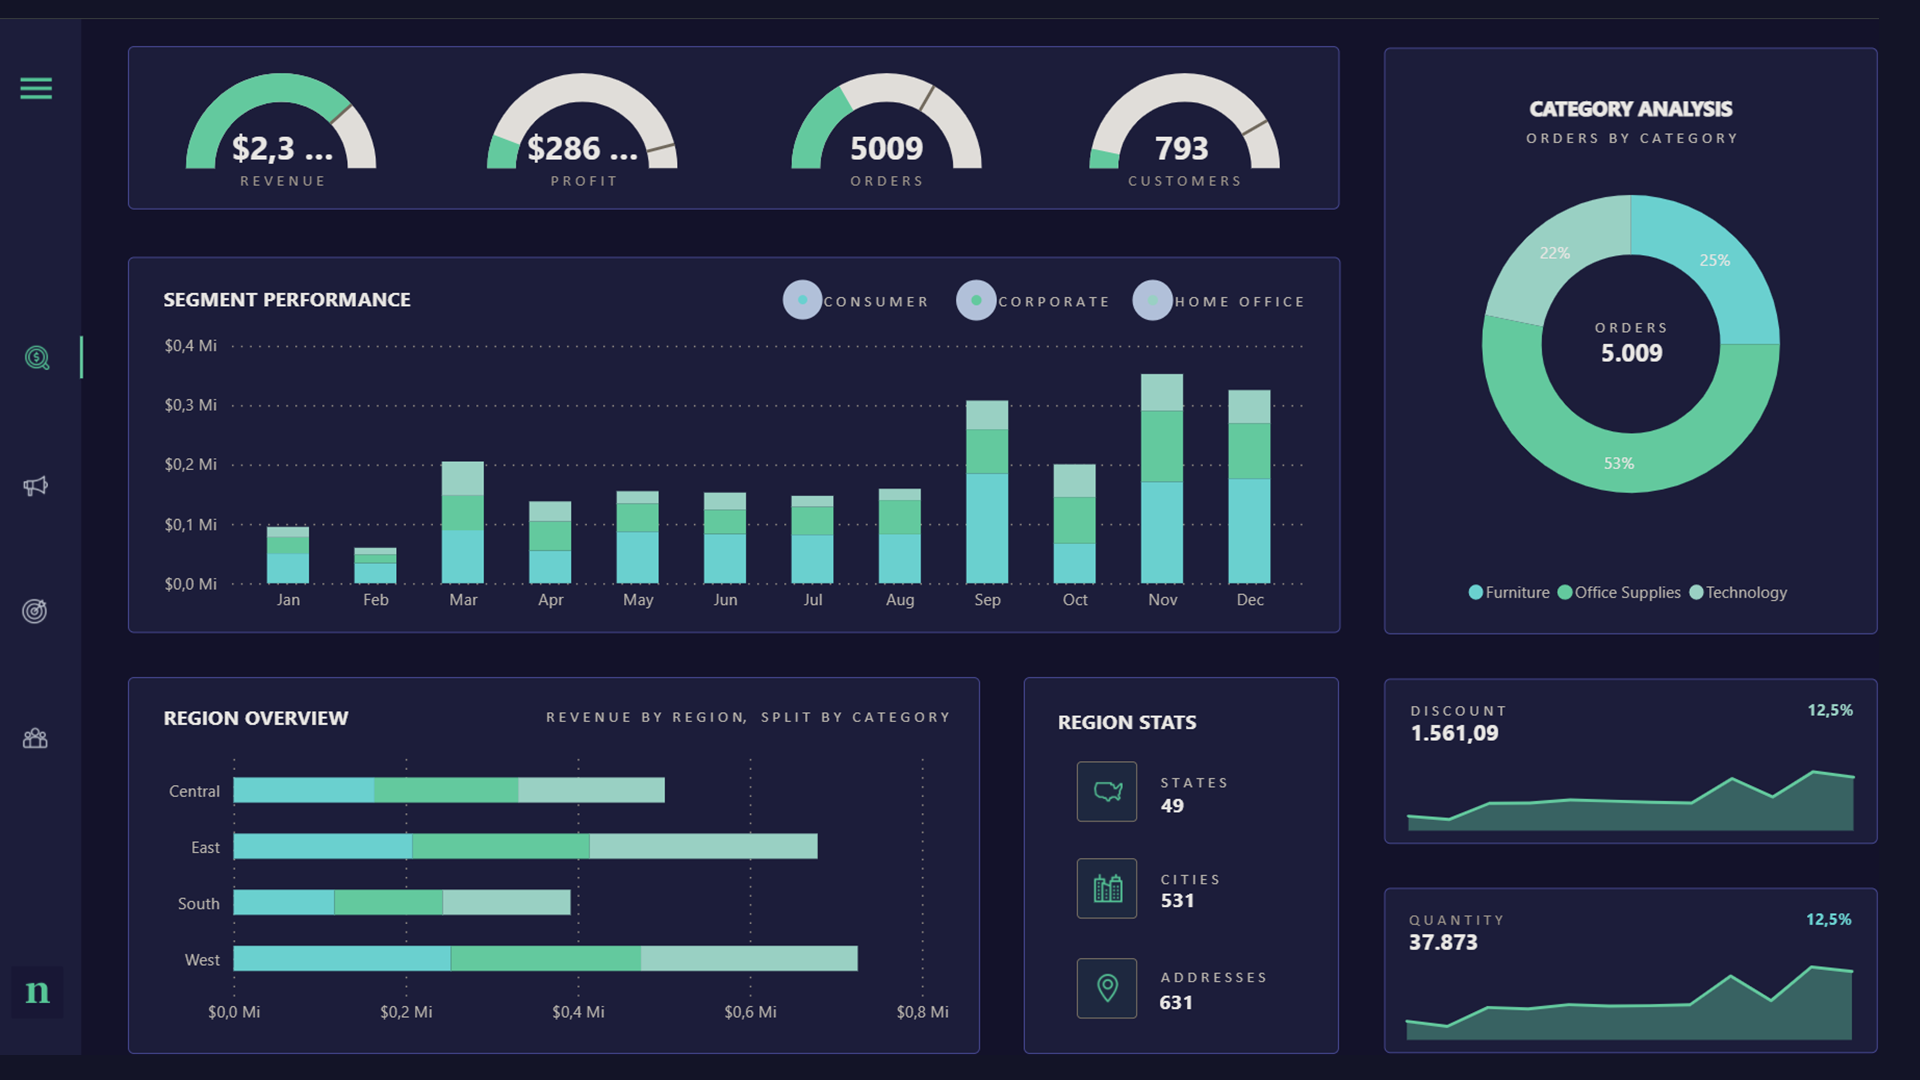 $2,3 ...
REVENUE
$286 ...
PROFIT
5009
ORDERS
793
CUSTOMERS
CATEGORY ANALYSIS
ORDERS BY CATEGORY
22%
25%
ORDERS
5.009
53%
Furniture Office Supplies Technology
SEGMENT PERFORMANCE
CONSUMER CORPORATE HOME OFFICE
$0,4 Mi
$0,3 Mi
$0,2 Mi
$0,1 Mi
$0,0 Mi
Jan Feb Mar Apr May Jun Jul Aug Sep Oct Nov Dec
REGION OVERVIEW
REVENUE BY REGION, SPLIT BY CATEGORY
Central
East
South
West
$0,0 Mi $0,2 Mi $0,4 Mi $0,6 Mi $0,8 Mi
REGION STATS
STATES
49
CITIES
531
ADDRESSES
631
DISCOUNT 12,5%
1.561,09
QUANTITY 12,5%
37.873
n